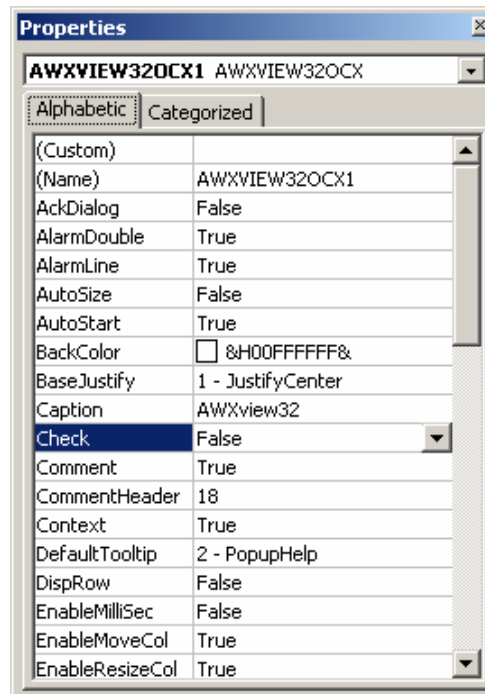 Properties
AWXVIEW32OCX1 AWXVIEW32OCX
Alphabetic Categorized
(Custom)
(Name) AWXVIEW32OCX1
AckDialog False
AlarmDouble True
AlarmLine True
AutoSize False
AutoStart True
BackColor &H00FFFFFF&
BaseJustify 1 - JustifyCenter
Caption AWXview32
Check False
Comment True
CommentHeader 18
Context True
DefaultTooltip 2 - PopupHelp
DispRow False
EnableMilliSec False
EnableMoveCol True
EnableResizeCol True